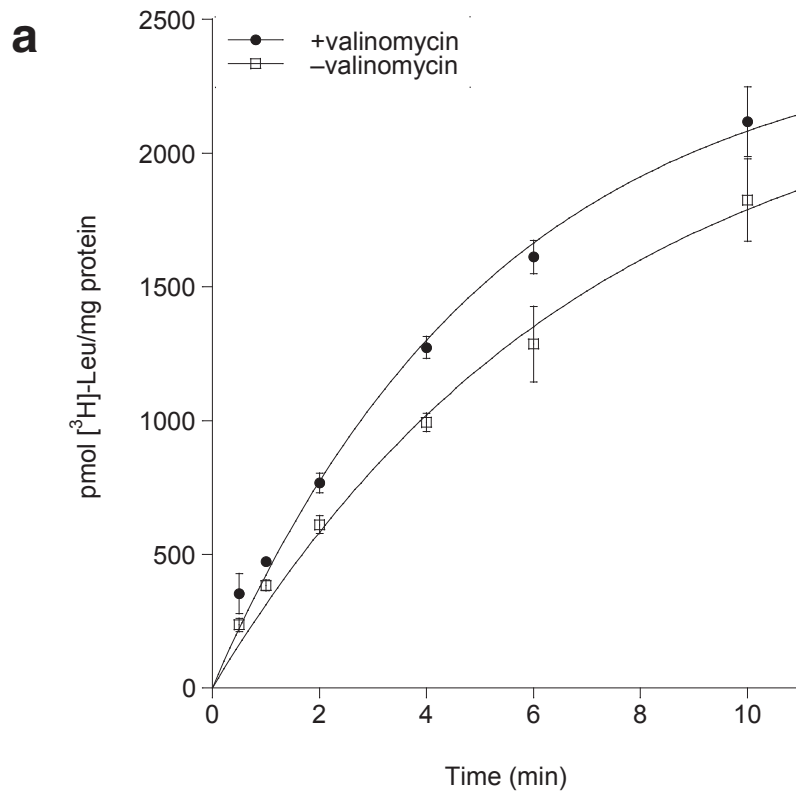 a
2500
+valinomycin
–valinomycin
2000
1500
1000
500
0
pmol [³H]-Leu/mg protein
0 2 4 6 8 10
Time (min)